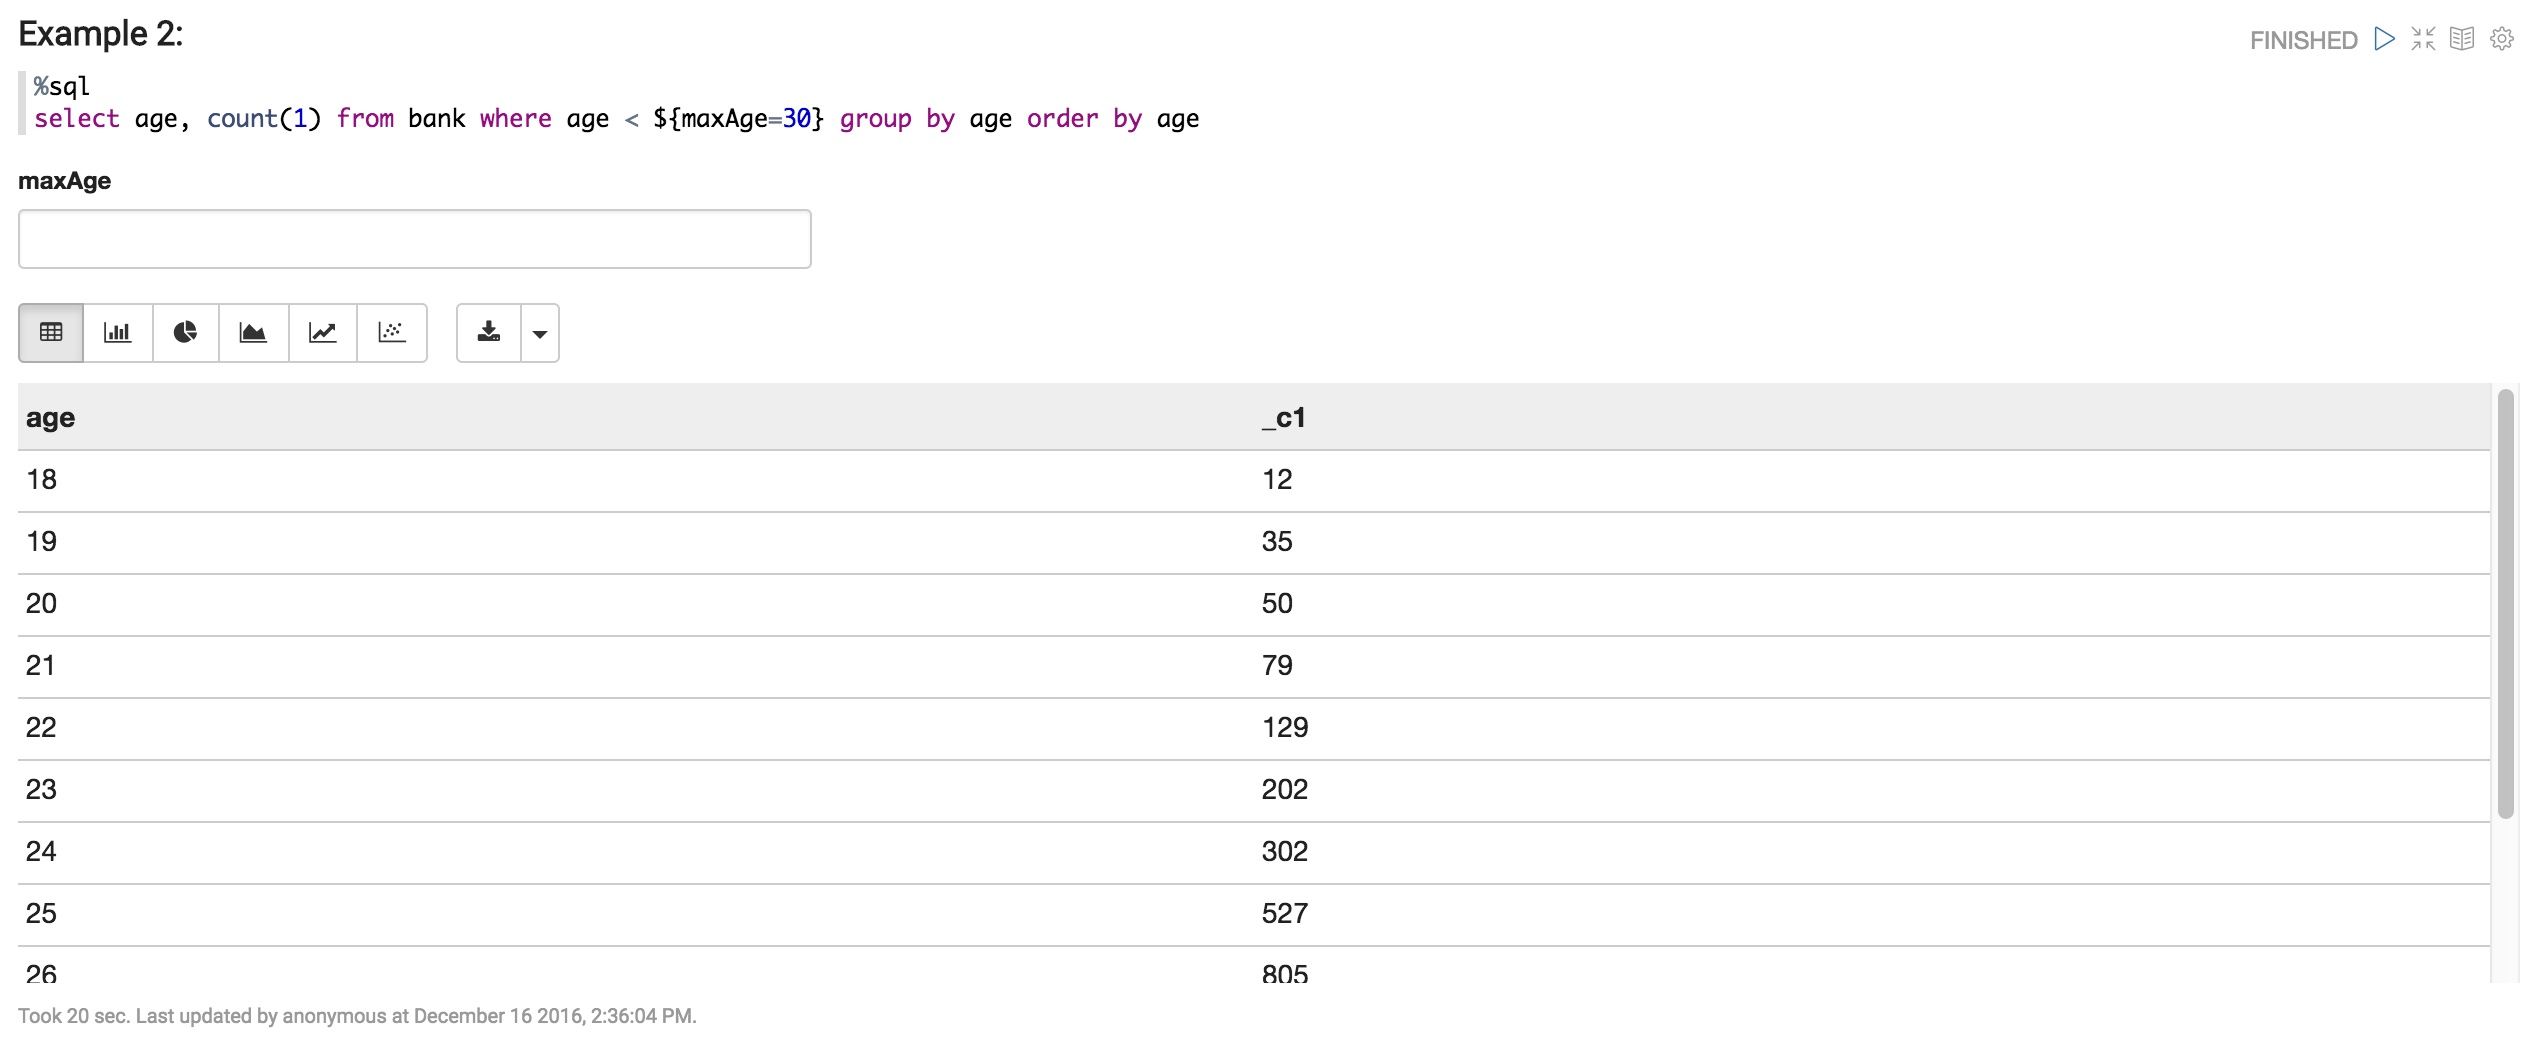 Example 2:
FINISHED
%sql
select age, count(1) from bank where age < ${maxAge=30} group by age order by age
maxAge
age _c1
18 12
19 35
20 50
21 79
22 129
23 202
24 302
25 527
26 805
Took 20 sec. Last updated by anonymous at December 16 2016, 2:36:04 PM.